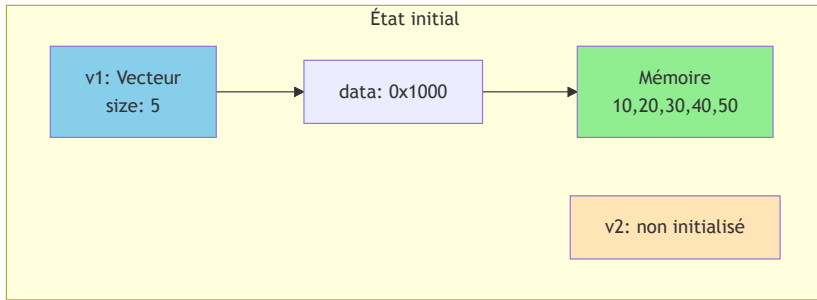 État initial
v1: Vecteur
size: 5
data: 0x1000
Mémoire
10,20,30,40,50
v2: non initialisé